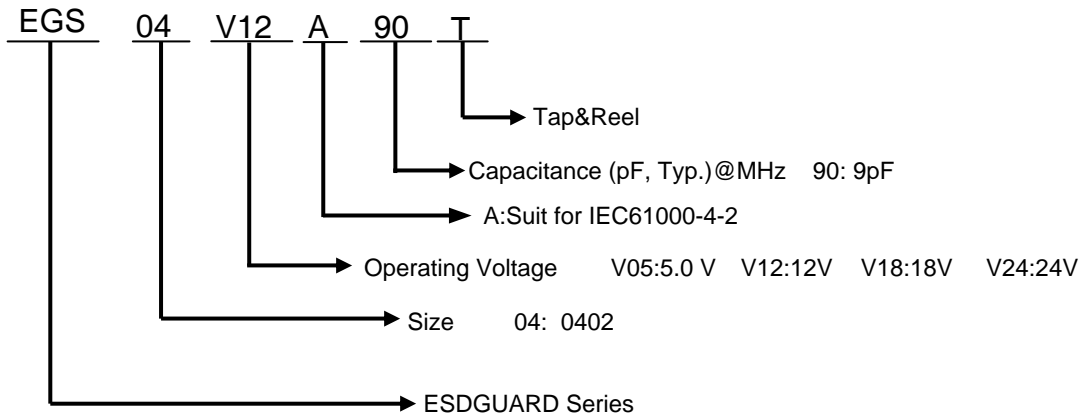 EGS 04 V12 A 90 T
Tap&Reel
Capacitance (pF, Typ.)@MHz 90: 9pF
A:Suit for IEC61000-4-2
Operating Voltage V05:5.0 V V12:12V V18:18V V24:24V
Size 04: 0402
ESDGUARD Series